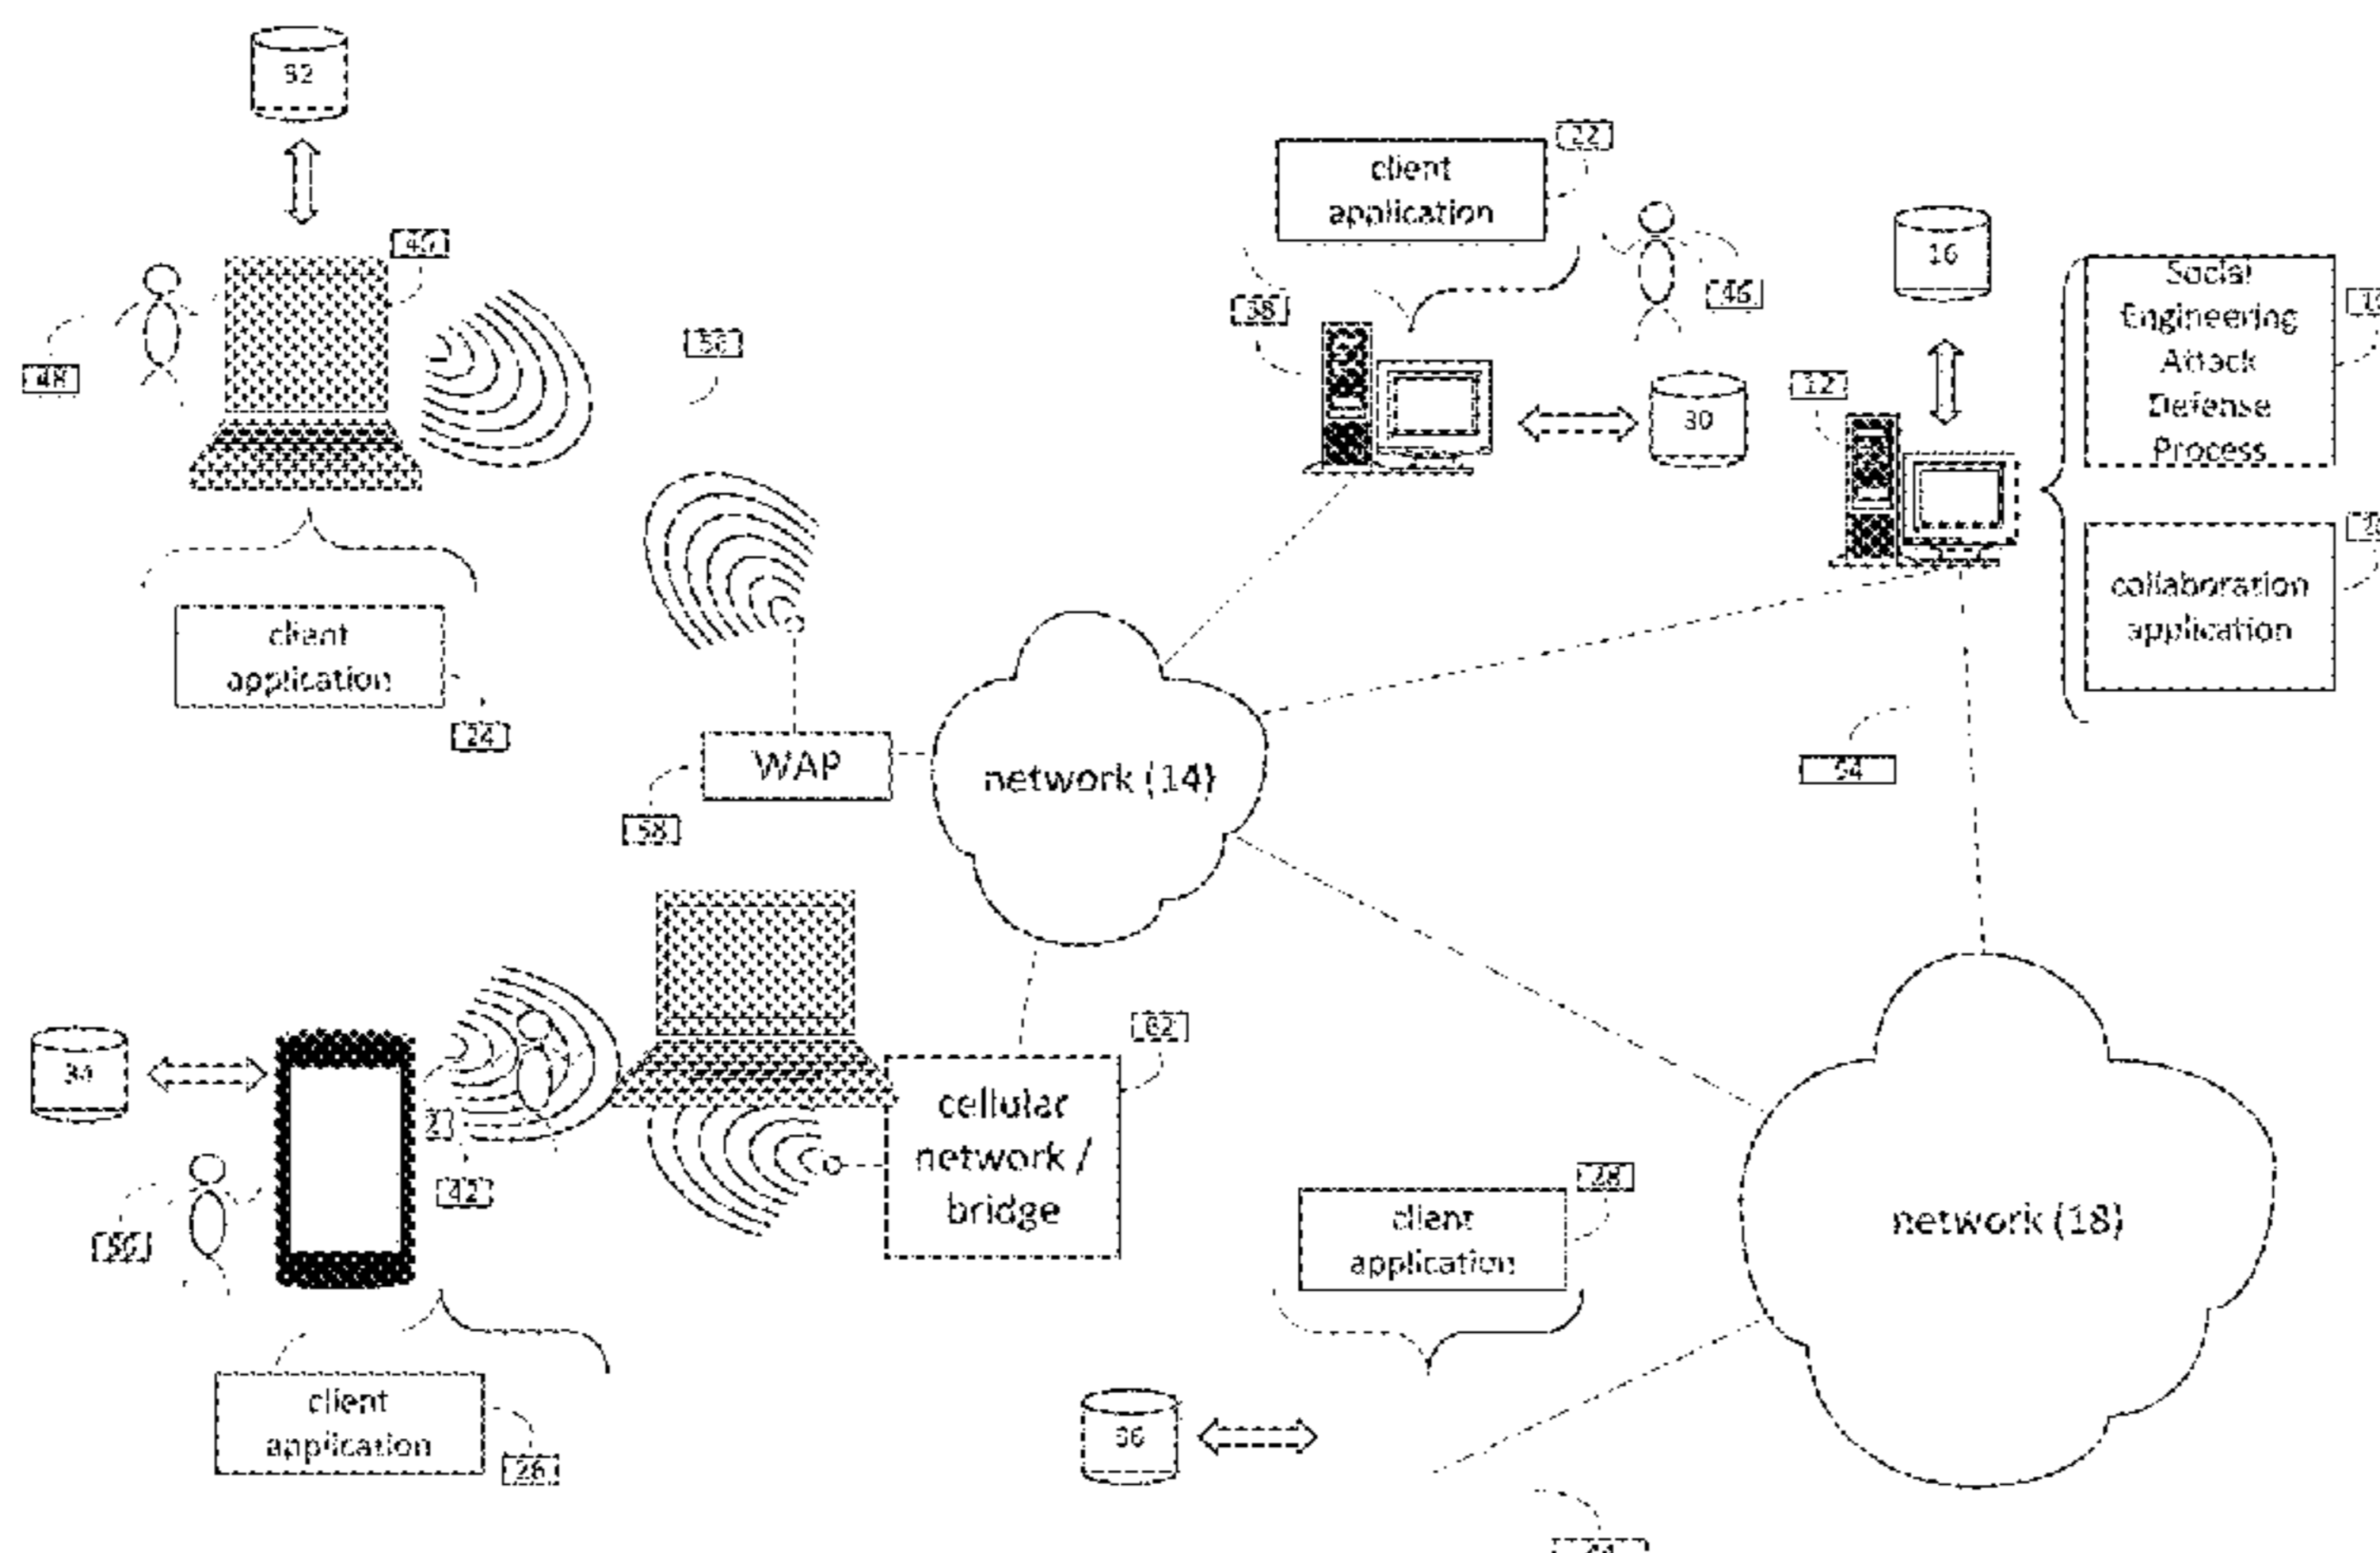 32
22
client
application
16
Social
Engineering
Attack
Defense
Process
38
46
48
56
12
30
collaboration
application
client
application
24
54
WAP
network (14)
58
62
34
cellular
network /
bridge
42
50
28
client
application
network (18)
client
application
26
36